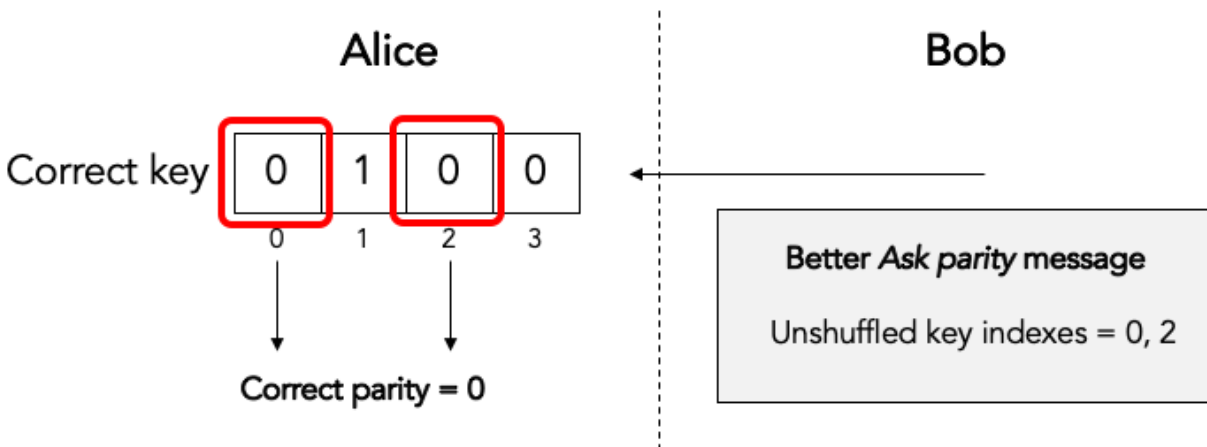 Alice
Bob
Correct key
0 1 0 0
0 1 2 3
Correct parity = 0
Better Ask parity message
Unshuffled key indexes = 0, 2